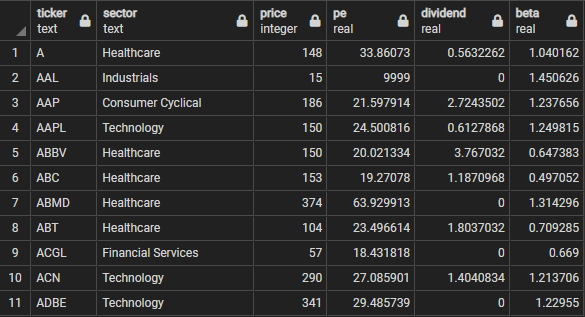 ticker sector price pe dividend beta
text text integer real real real
1 A Healthcare 148 33.86073 0.5632262 1.040162
2 AAL Industrials 15 9999 0 1.450626
3 AAP Consumer Cyclical 186 21.597914 2.7243502 1.237656
4 AAPL Technology 150 24.500816 0.6127868 1.249815
5 ABBV Healthcare 150 20.021334 3.767032 0.647383
6 ABC Healthcare 153 19.27078 1.1870968 0.497052
7 ABMD Healthcare 374 63.929913 0 1.314296
8 ABT Healthcare 104 23.496614 1.8037032 0.709285
9 ACGL Financial Services 57 18.431818 0 0.669
10 ACN Technology 290 27.085901 1.4040834 1.213706
11 ADBE Technology 341 29.485739 0 1.22955